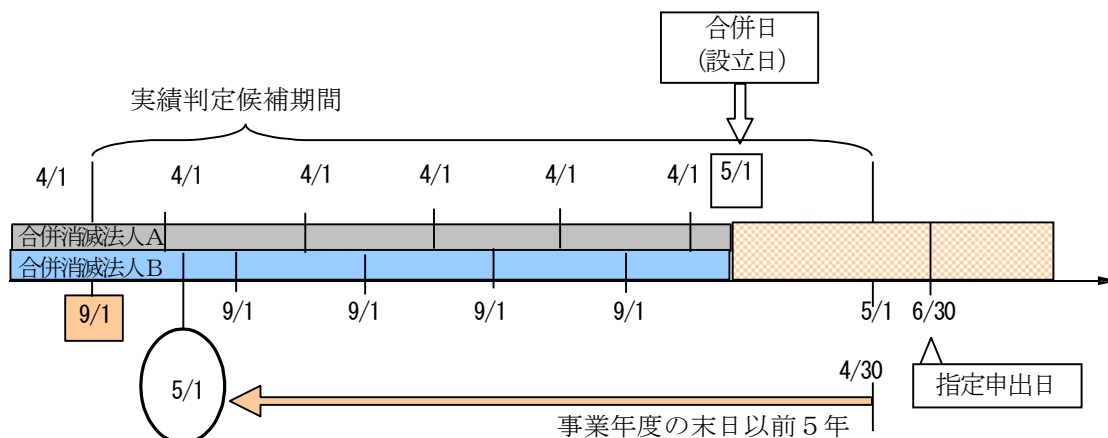 合併日
(設立日)
実績判定候補期間
4/1 4/1 4/1 4/1 4/1 4/1 5/1
合併消滅法人A
合併消滅法人B
9/1 9/1 9/1 9/1 9/1 5/1 6/30
5/1
4/30
指定申出日
事業年度の末日以前5年